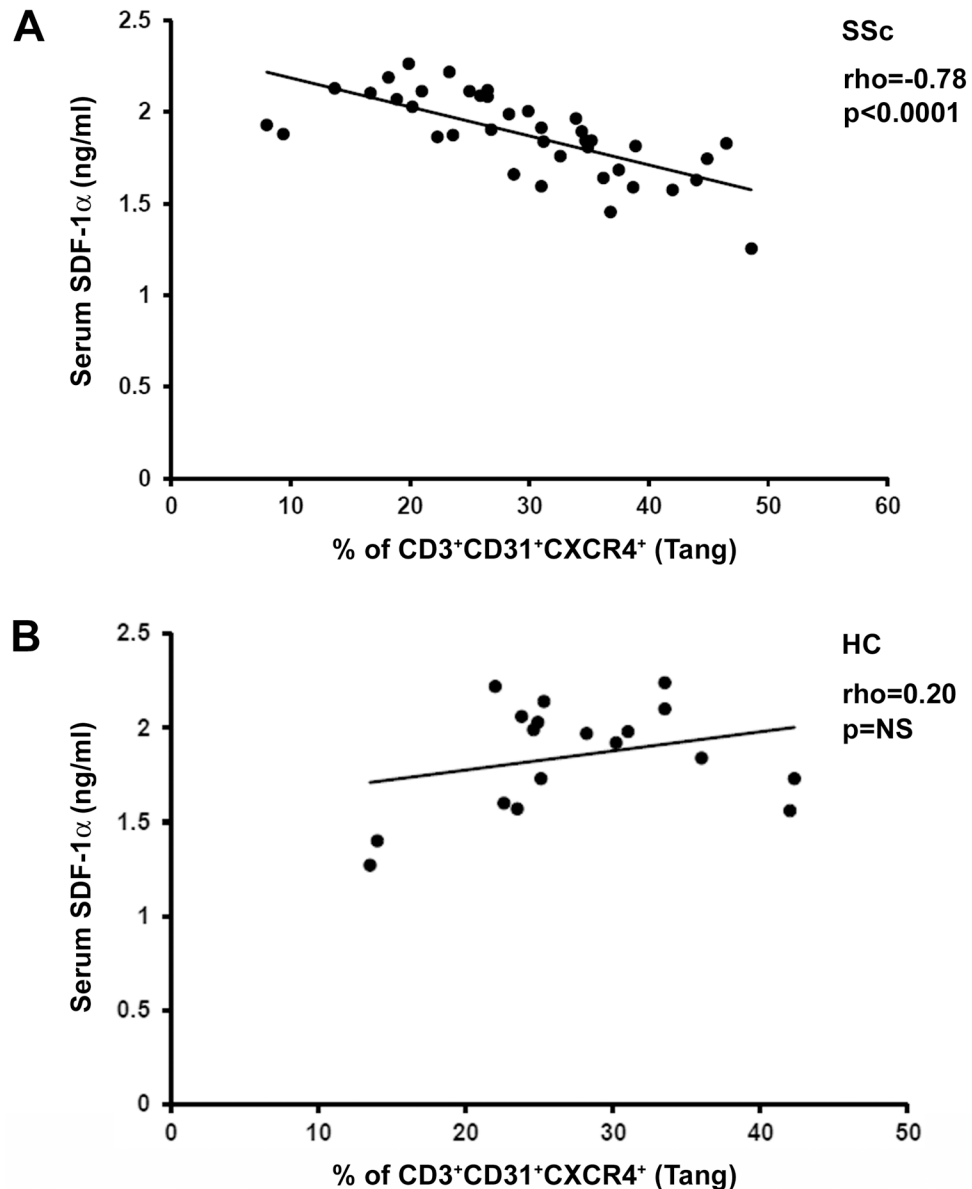 A
SSc
rho=-0.78
p<0.0001
Serum SDF-1α (ng/ml)
2.5
2
1.5
1
0.5
0
0 10 20 30 40 50 60
% of CD3⁺CD31⁺CXCR4⁺ (Tang)
B
HC
rho=0.20
p=NS
Serum SDF-1α (ng/ml)
2.5
2
1.5
1
0.5
0
0 10 20 30 40 50
% of CD3⁺CD31⁺CXCR4⁺ (Tang)